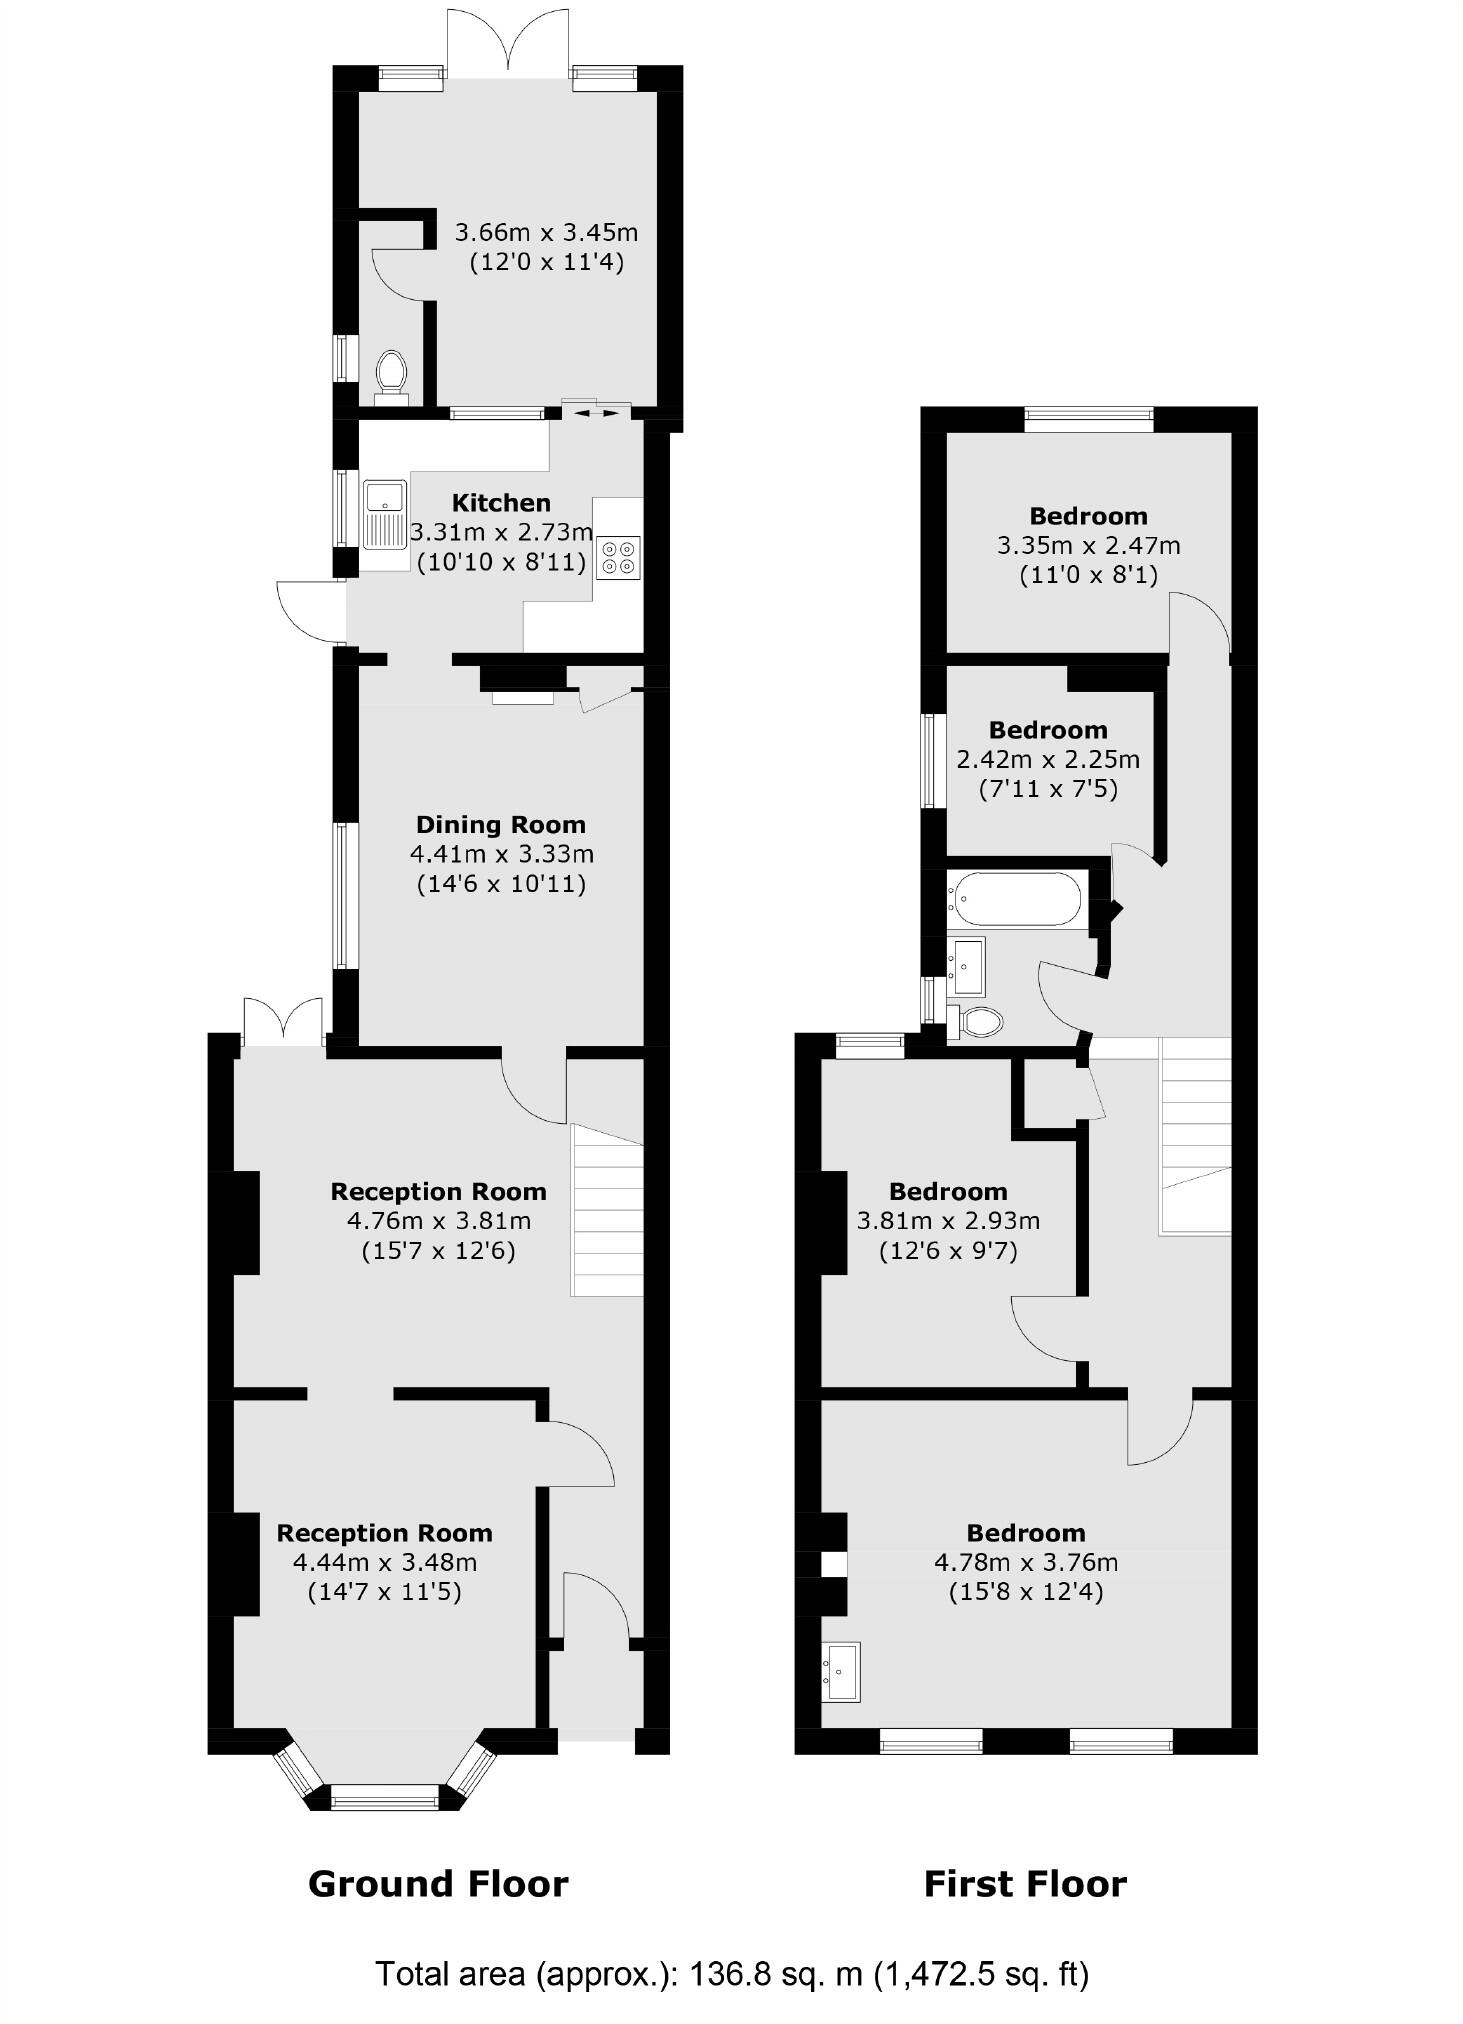 3.66m x 3.45m
(12'0 x 11'4)
Kitchen
3.31m x 2.73m
(10'10 x 8'11)
Dining Room
4.41m x 3.33m
(14'6 x 10'11)
Reception Room
4.76m x 3.81m
(15'7 x 12'6)
Reception Room
4.44m x 3.48m
(14'7 x 11'5)
Ground Floor
Bedroom
3.35m x 2.47m
(11'0 x 8'1)
Bedroom
2.42m x 2.25m
(7'11 x 7'5)
Bedroom
3.81m x 2.93m
(12'6 x 9'7)
Bedroom
4.78m x 3.76m
(15'8 x 12'4)
First Floor
Total area (approx.): 136.8 sq. m (1,472.5 sq. ft)